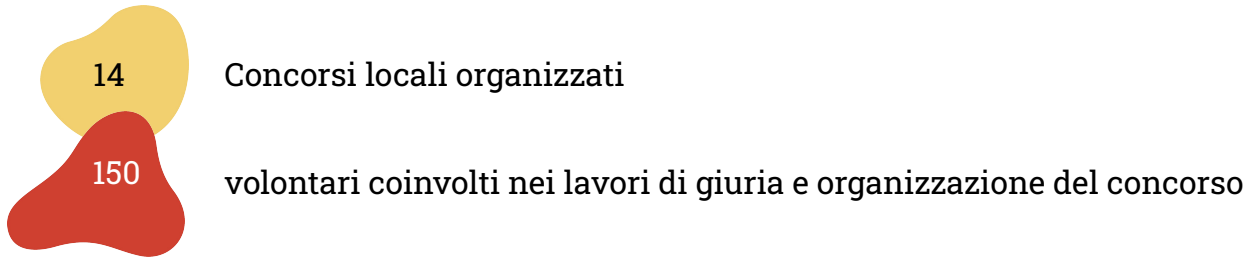 14 Concorsi locali organizzati
150 volontari coinvolti nei lavori di giuria e organizzazione del concorso